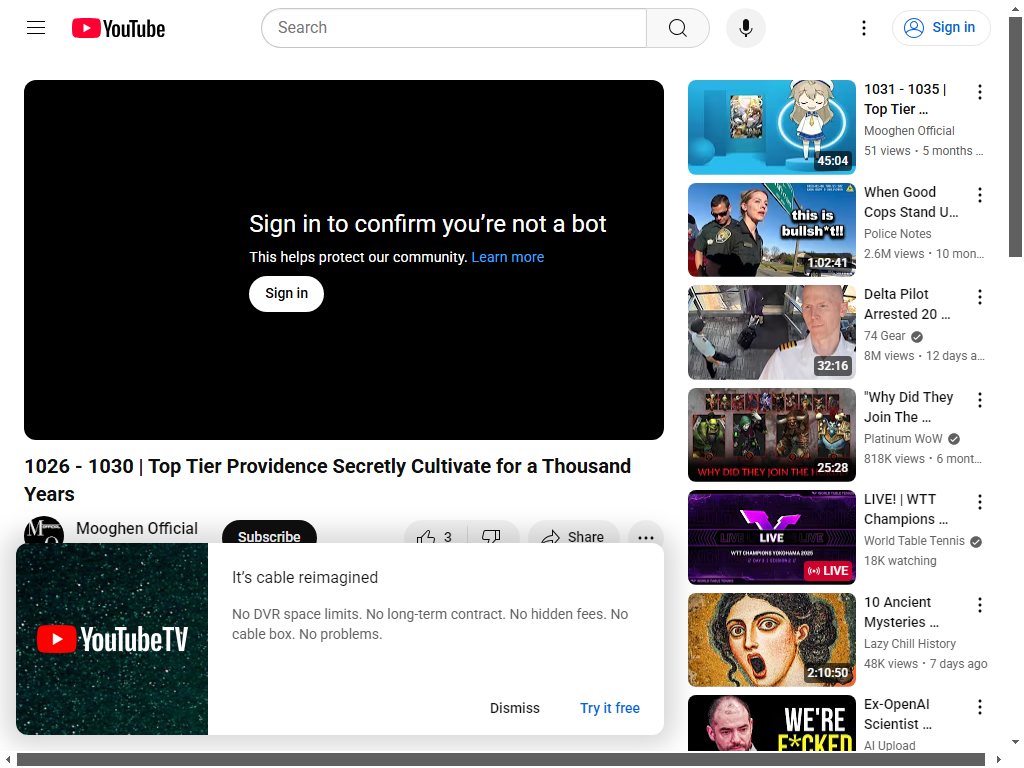 YouTube
Search
Sign in
Sign in to confirm you’re not a bot
This helps protect our community. Learn more
Sign in
1026 - 1030 | Top Tier Providence Secretly Cultivate for a Thousand
Years
Mooghen Official
Subscribe
3
Share
YouTubeTV
It’s cable reimagined
No DVR space limits. No long-term contract. No hidden fees. No
cable box. No problems.
Dismiss
Try it free
45:04
1031 - 1035 |
Top Tier ...
Mooghen Official
51 views • 5 months ...
this is
bullsh*t!!
1:02:41
When Good
Cops Stand U...
Police Notes
2.6M views • 10 mon...
32:16
Delta Pilot
Arrested 20 ...
74 Gear
8M views • 12 days a...
WHY DID THEY JOIN THE
25:28
"Why Did They
Join The ...
Platinum WoW
818K views • 6 mont...
LIVE
WTT CHAMPIONS YOKOHAMA 2025
LIVE
LIVE! | WTT
Champions ...
World Table Tennis
18K watching
2:10:50
10 Ancient
Mysteries ...
Lazy Chill History
48K views • 7 days ago
WE'RE
F*CKED
Ex-OpenAI
Scientist ...
AI Upload